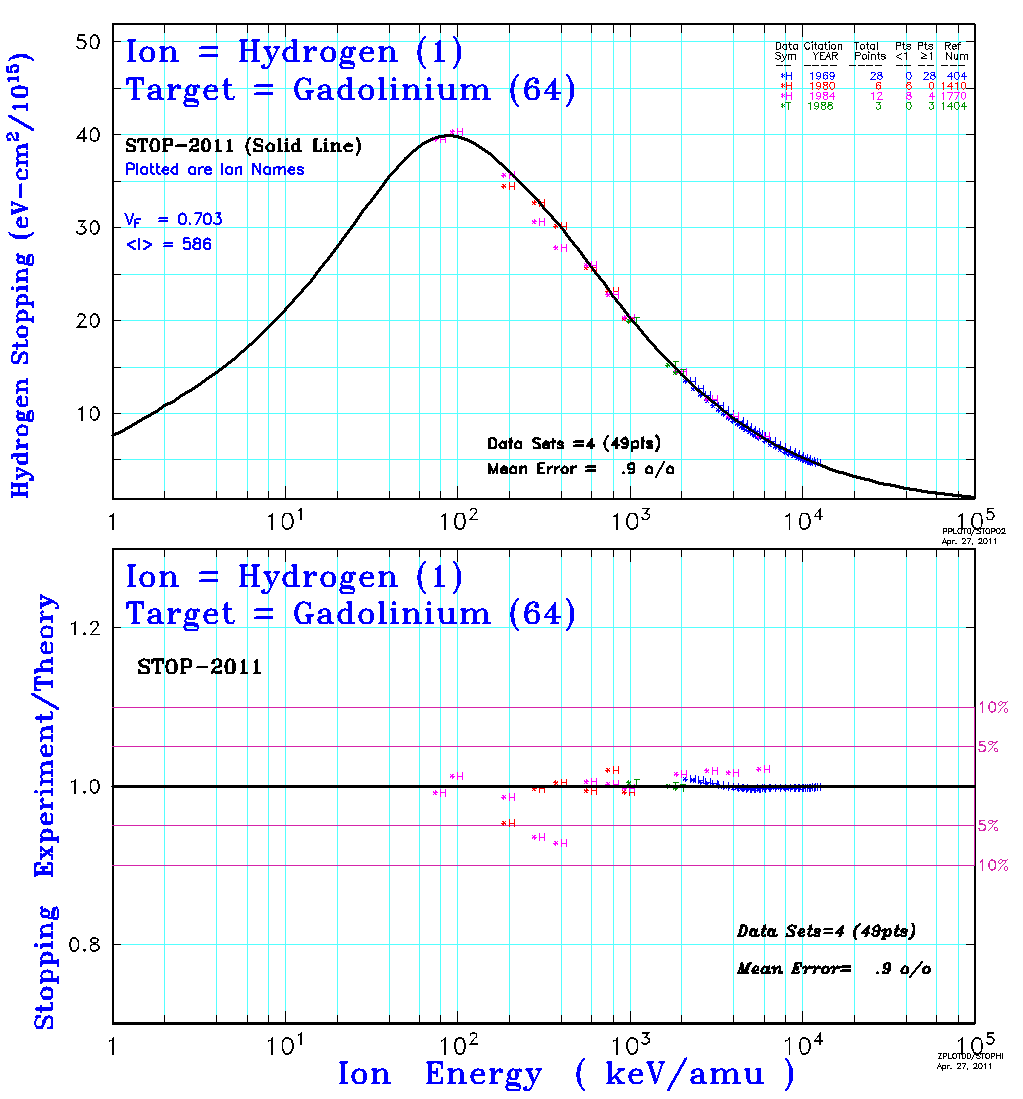 Ion = Hydrogen (1)
Target = Gadolinium (64)
STOP-2011 (Solid Line)
Plotted are Ion Names
VF = 0.703
<I> = 586
Data Citation Total Pts Pts Ref
Sym YEAR Points <1 ≥1 Num
*H 1969 28 0 28 404
*H 1980 6 6 0 1410
*H 1984 12 8 4 1770
*T 1988 3 0 3 1404
Hydrogen Stopping (eV-cm²/10¹⁵)
50
40
30
20
10
Data Sets =4 (49pts)
Mean Error = .9 o/o
1 10¹ 10² 10³ 10⁴ 10⁵
PPLOTQ/STOP02
Apr. 27, 2011
Ion = Hydrogen (1)
Target = Gadolinium (64)
STOP-2011
Stopping Experiment/Theory
1.2
1.0
0.8
10%
5%
5%
10%
Data Sets=4 (49pts)
Mean Error= .9 o/o
1 10¹ 10² 10³ 10⁴ 10⁵
Apr. 27, 2011
Ion Energy ( keV/amu )